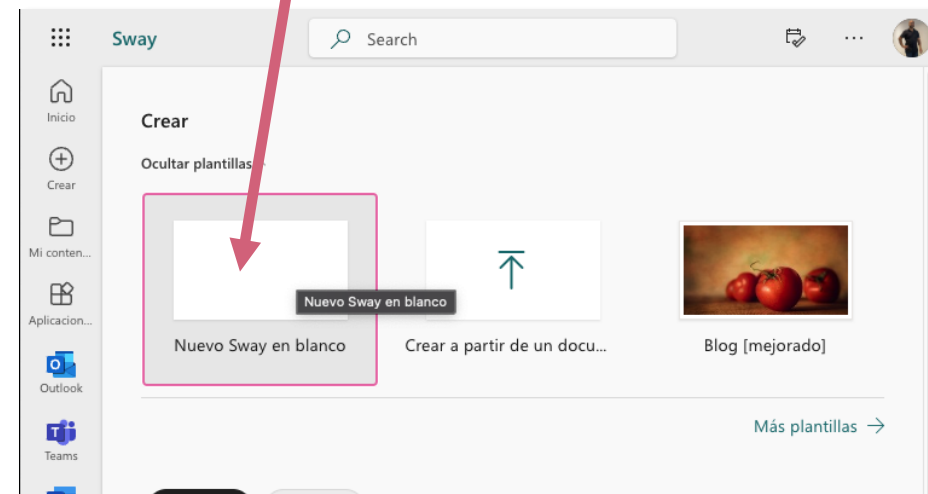 Sway
Search
Inicio
Crear
Mi conten...
Aplicacion...
Outlook
Teams
Crear
Ocultar plantillas
Nuevo Sway en blanco
Nuevo Sway en blanco
Crear a partir de un docu...
Blog [mejorado]
Más plantillas →